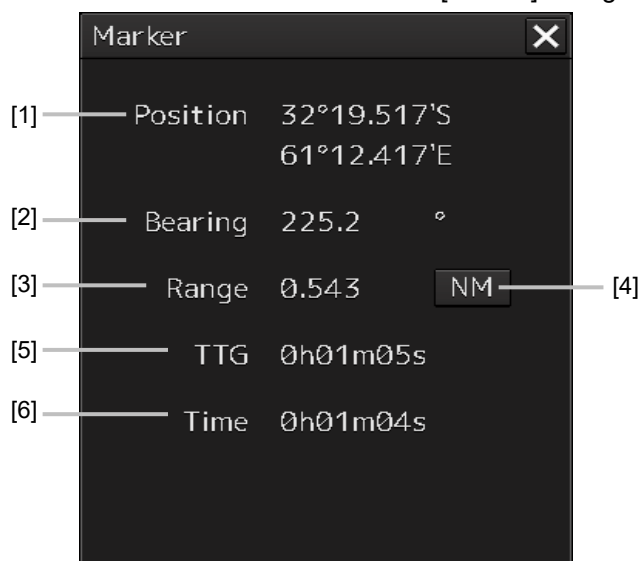 Marker
[1] Position 32°19.517'S
61°12.417'E
[2] Bearing 225.2 °
[3] Range 0.543 NM [4]
[5] TTG 0h01m05s
[6] Time 0h01m04s